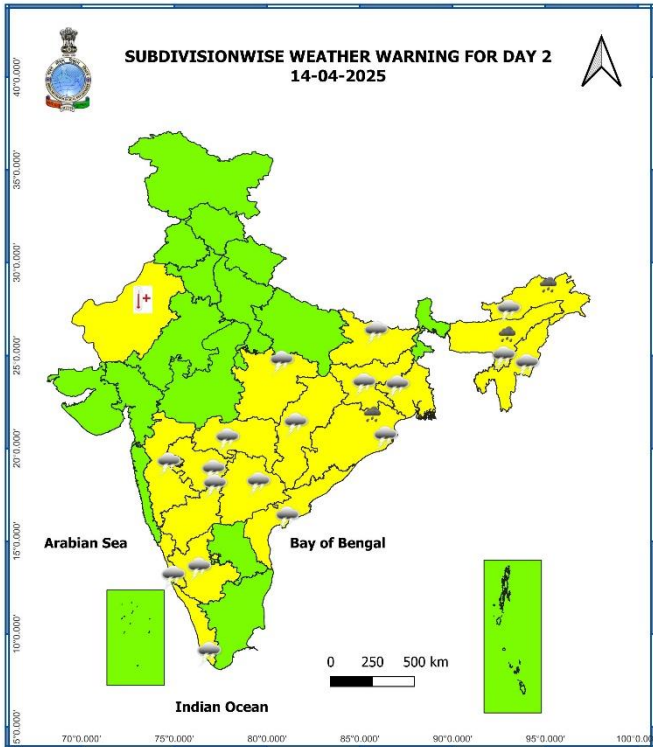 SUBDIVISIONWISE WEATHER WARNING FOR DAY 2
14-04-2025
40°0.000'
35°0.000'
30°0.000'
25°0.000'
20°0.000'
15°0.000'
10°0.000'
5°0.000'
Arabian Sea
Bay of Bengal
0 250 500 km
Indian Ocean
70°0.000' 75°0.000' 80°0.000' 85°0.000' 90°0.000' 95°0.000' 100°0.000'